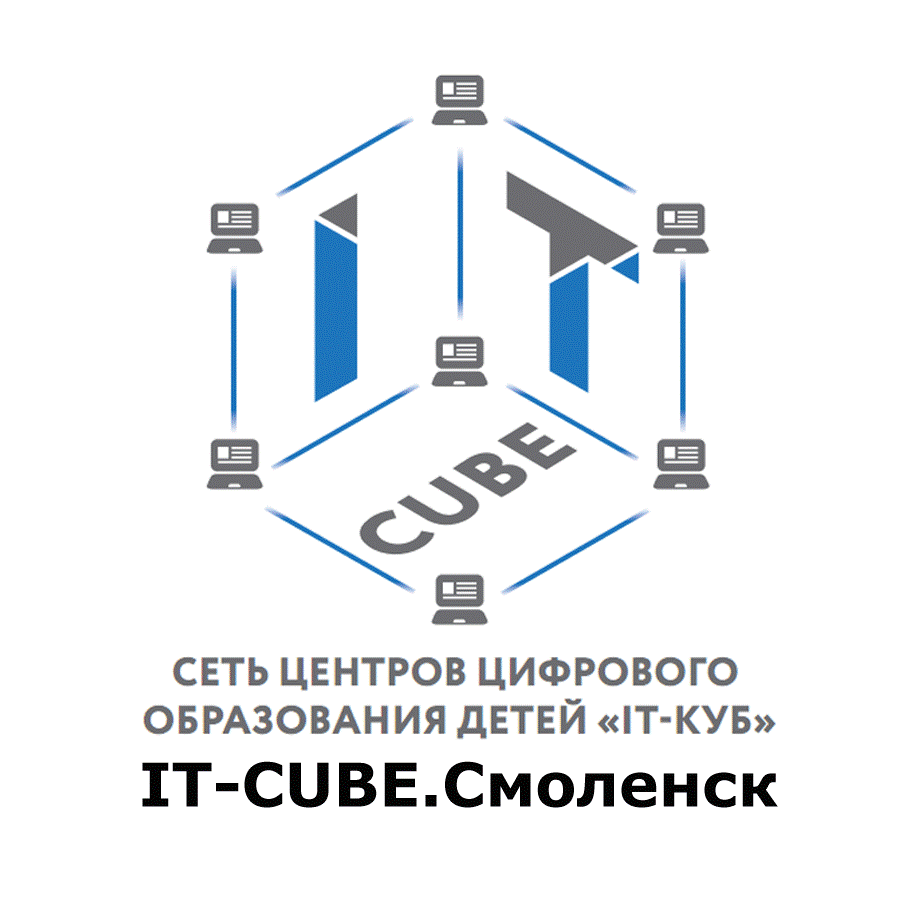 IT
CUBE
СЕТЬ ЦЕНТРОВ ЦИФРОВОГО
ОБРАЗОВАНИЯ ДЕТЕЙ «IT-КУБ»
IT-CUBE.Смоленск